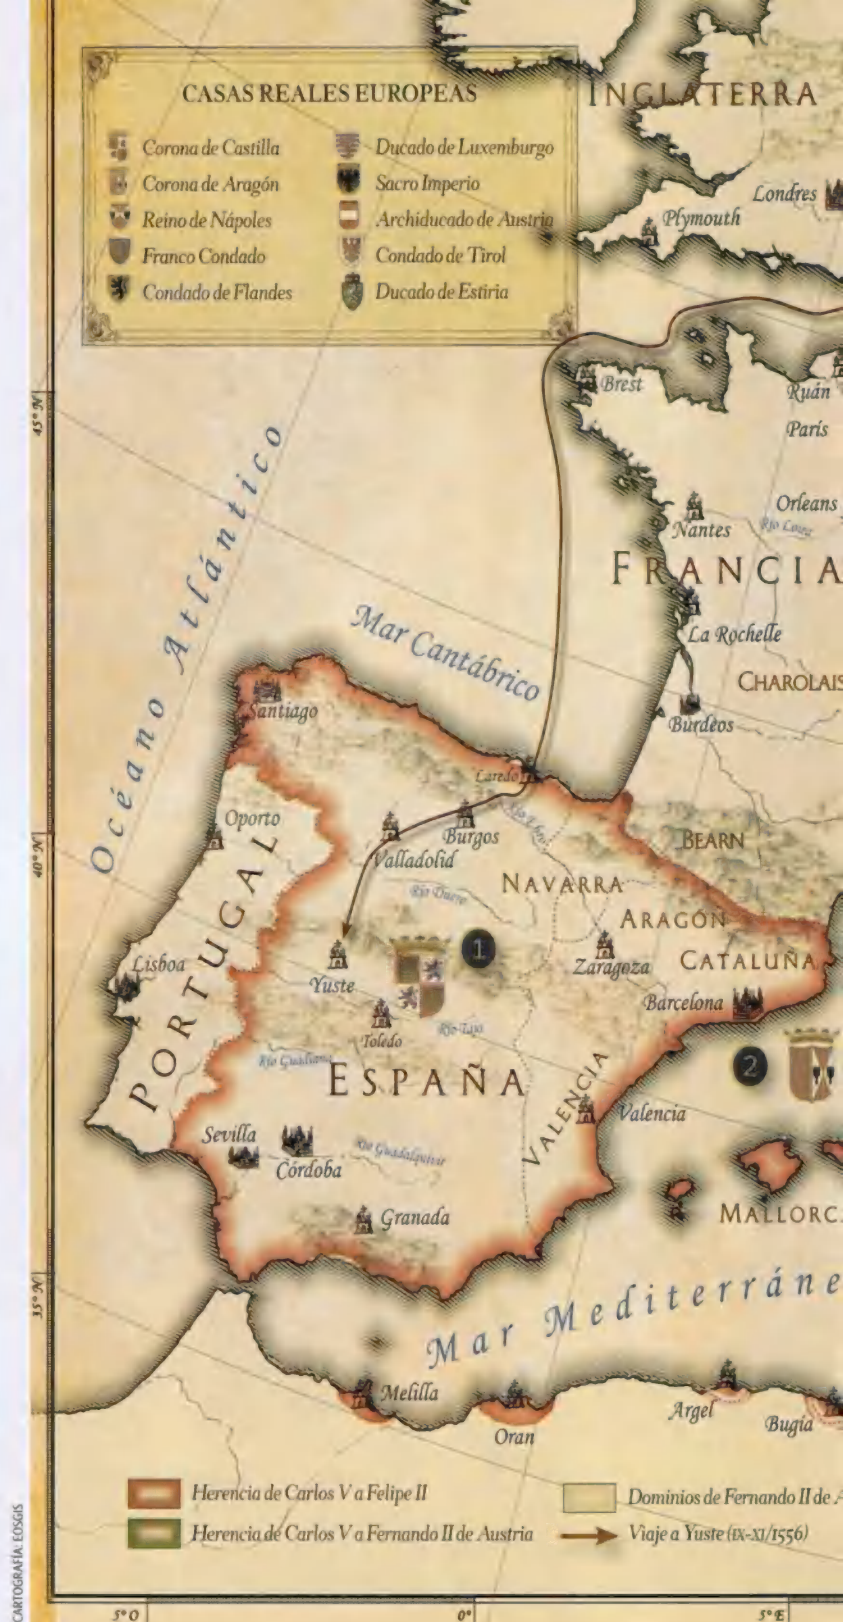 CASAS REALES EUROPEAS
Corona de Castilla
Corona de Aragón
Reino de Nápoles
Franco Condado
Condado de Flandes
Ducado de Luxemburgo
Sacro Imperio
Archiducado de Austria
Condado de Tirol
Ducado de Estiria
INGLATERRA
Londres
Plymouth
Brest
Ruán
París
Orleans
Nantes
Río Loira
FRANCIA
La Rochelle
CHAROLAIS
Burdeos
45° N
Océano Atlántico
Mar Cantábrico
Santiago
Laredo
Oporto
Burgos
Río Ebro
Valladolid
BEARN
40° N
PORTUGAL
Río Duero
NAVARRA
ARAGÓN
1
Lisboa
Yuste
Zaragoza
CATALUÑA
Barcelona
Toledo
Río Tajo
Río Guadiana
ESPAÑA
2
VALENCIA
Valencia
Sevilla
Córdoba
Río Guadalquivir
Granada
MALLORC
35° N
Mar Mediterráne
Melilla
Oran
Argel
Bugía
Herencia de Carlos V a Felipe II
Herencia de Carlos V a Fernando II de Austria
Dominios de Fernando II de A
Viaje a Yuste (IX-XI/1556)
CARTOGRAFÍA: EOSGIS
5° O
0°
5° E